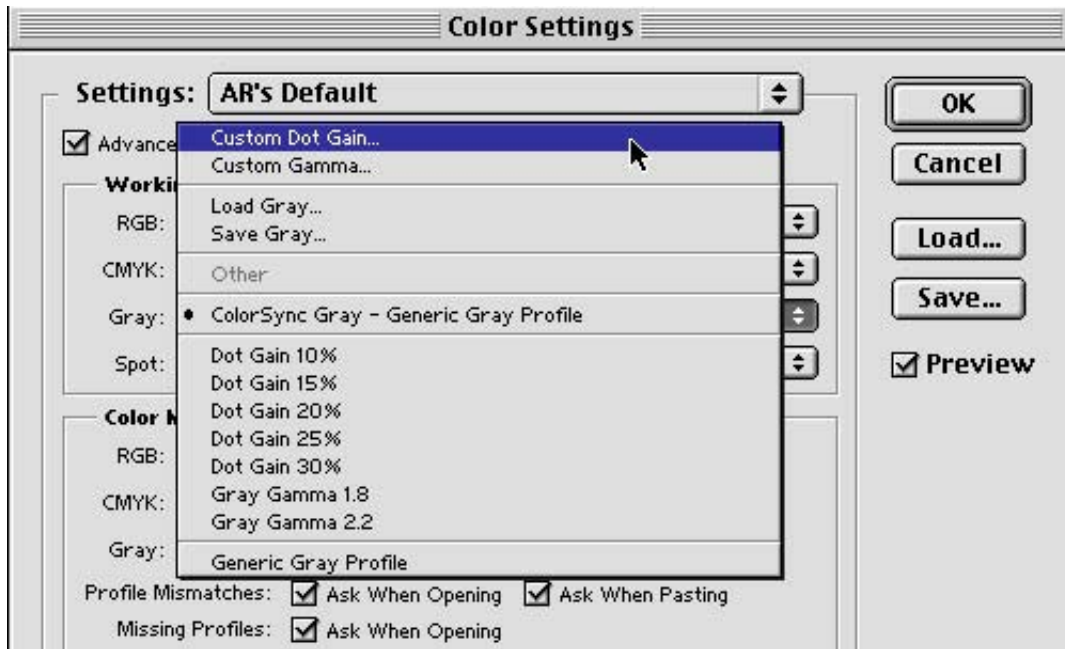 Color Settings
Settings: AR's Default
OK
Advance
Custom Dot Gain...
Custom Gamma...
Cancel
Workin
RGB:
Load Gray...
Save Gray...
Load...
CMYK:
Other
Save...
Gray:
• ColorSync Gray – Generic Gray Profile
Spot:
Dot Gain 10%
Dot Gain 15%
Dot Gain 20%
Dot Gain 25%
Dot Gain 30%
Gray Gamma 1.8
Gray Gamma 2.2
Preview
Color M
RGB:
CMYK:
Gray:
Generic Gray Profile
Profile Mismatches: Ask When Opening Ask When Pasting
Missing Profiles: Ask When Opening